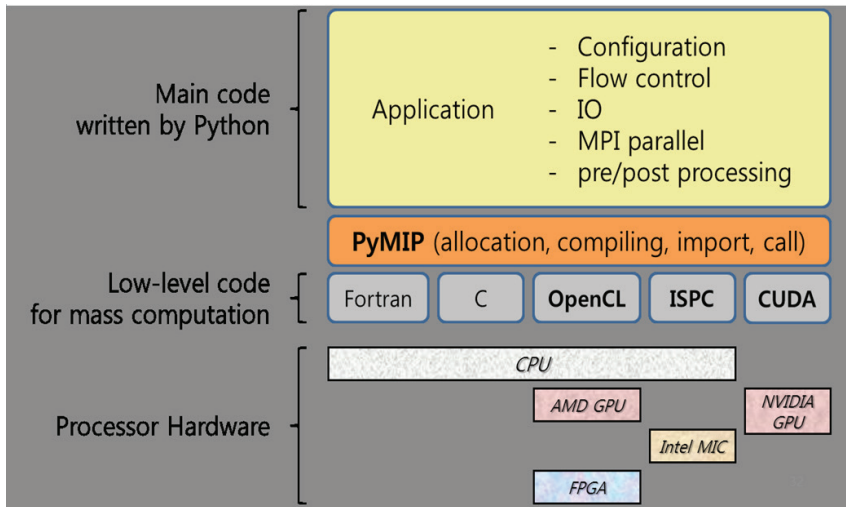 Main code
written by Python
Application
- Configuration
- Flow control
- IO
- MPI parallel
- pre/post processing
PyMIP (allocation, compiling, import, call)
Low-level code
for mass computation
Fortran
C
OpenCL
ISPC
CUDA
Processor Hardware
CPU
AMD GPU
NVIDIA
GPU
Intel MIC
FPGA